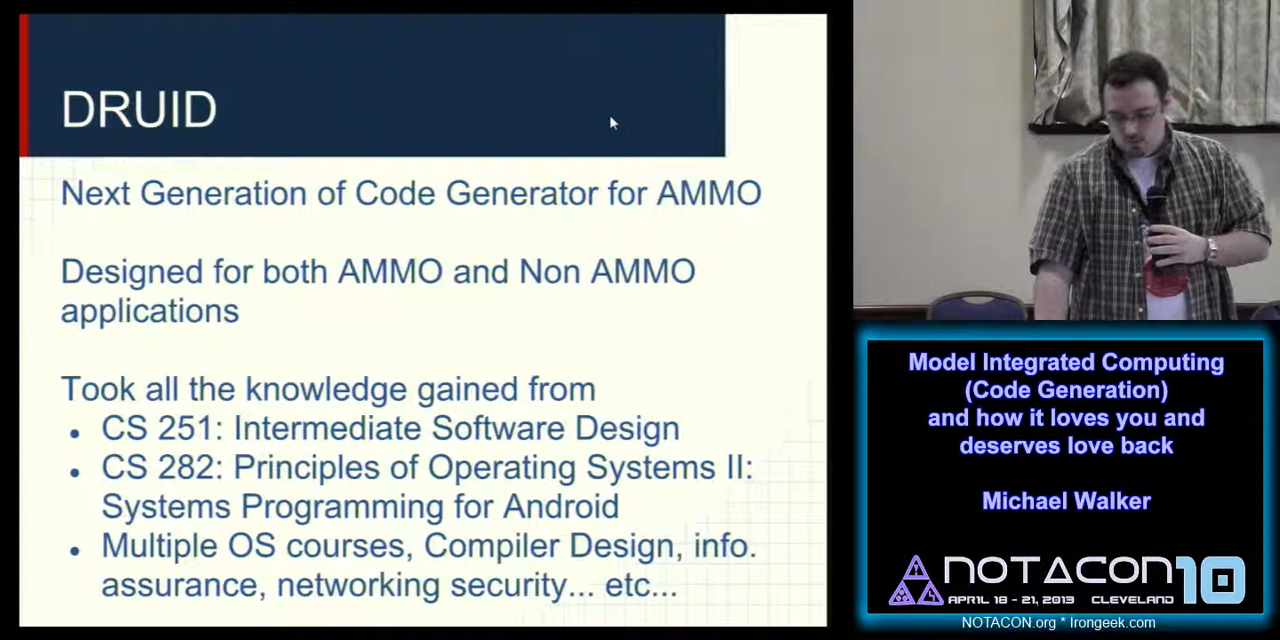 DRUID
Next Generation of Code Generator for AMMO
Designed for both AMMO and Non AMMO
applications
Took all the knowledge gained from
• CS 251: Intermediate Software Design
• CS 282: Principles of Operating Systems II:
Systems Programming for Android
• Multiple OS courses, Compiler Design, info.
assurance, networking security... etc...
Model Integrated Computing
(Code Generation)
and how it loves you and
deserves love back
Michael Walker
NOTACON 10
APRIL 18 - 21, 2013 CLEVELAND
NOTACON.org * Irongeek.com